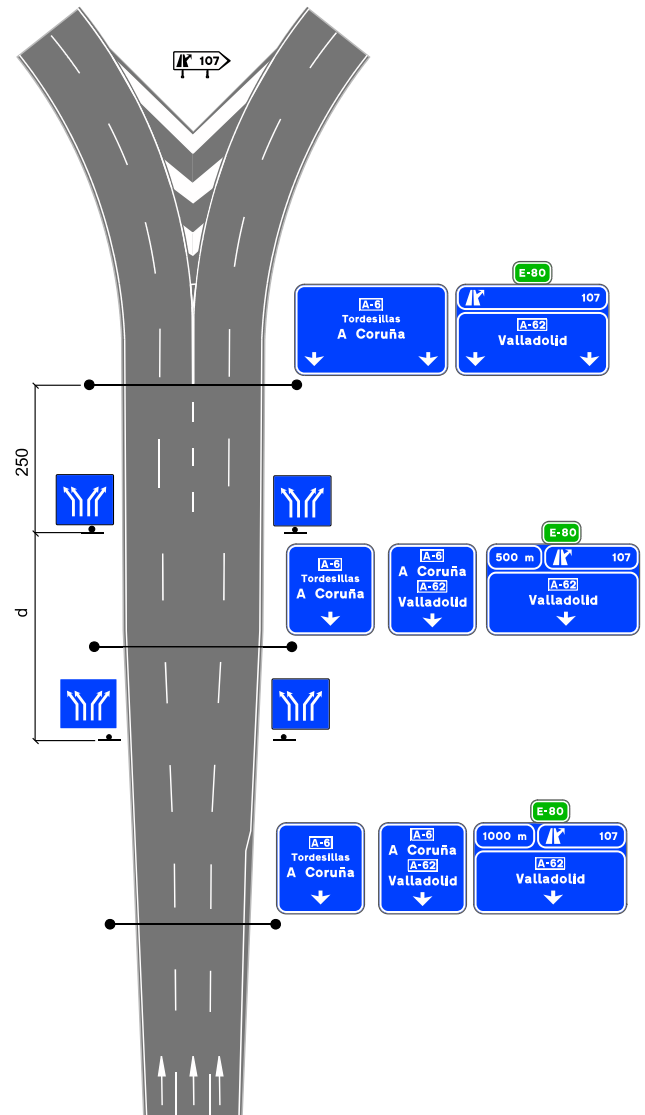 107
E-80
A-6
Tordesillas
A Coruña
107
A-62
Valladolid
250
E-80
A-6
Tordesillas
A Coruña
A-6
A Coruña
A-62
Valladolid
500 m
107
A-62
Valladolid
d
E-80
A-6
Tordesillas
A Coruña
A-6
A Coruña
A-62
Valladolid
1000 m
107
A-62
Valladolid